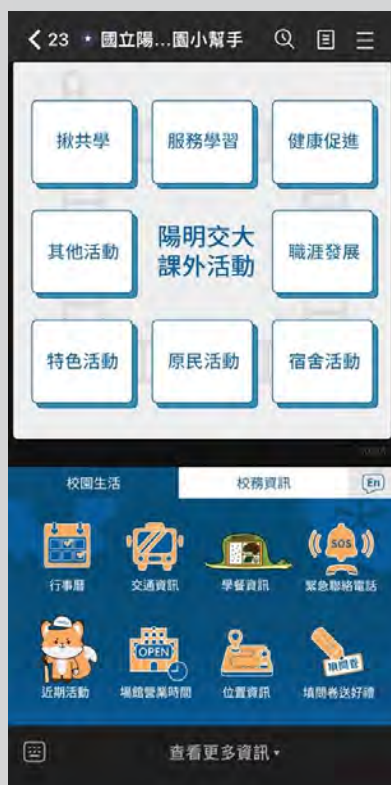 23 國立陽...園小幫手
揪共學 服務學習 健康促進
其他活動 陽明交大 課外活動 職涯發展
特色活動 原民活動 宿舍活動
校園生活 校務資訊 En
SOS
行事曆 交通資訊 學餐資訊 緊急聯絡電話
OPEN 填問卷
近期活動 場館營業時間 位置資訊 填問卷送好禮
查看更多資訊